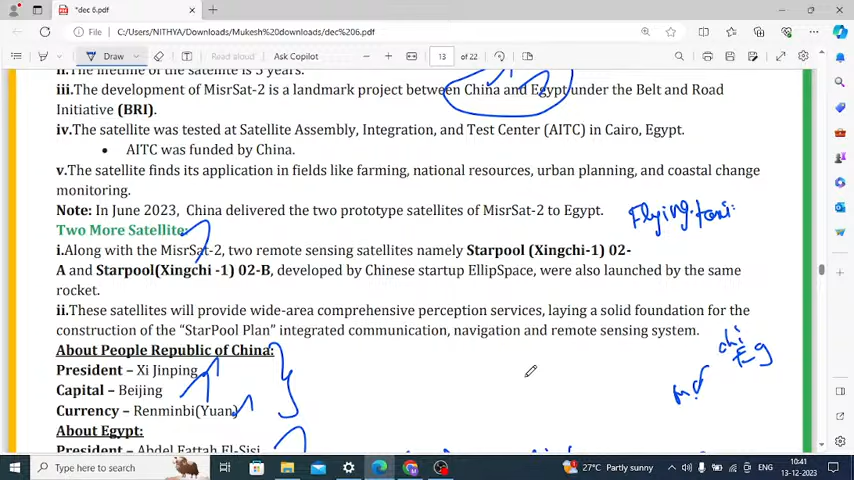 *dec 6.pdf
File
C:/Users/NITHYA/Downloads/Mukesh%20downloads/dec%206.pdf
Draw
Read aloud
Ask Copilot
13
of 22
ii.The lifetime of the satellite is 5 years.
iii.The development of MisrSat-2 is a landmark project between China and Egypt under the Belt and Road
Initiative (BRI).
iv.The satellite was tested at Satellite Assembly, Integration, and Test Center (AITC) in Cairo, Egypt.
• AITC was funded by China.
v.The satellite finds its application in fields like farming, national resources, urban planning, and coastal change
monitoring.
Note: In June 2023, China delivered the two prototype satellites of MisrSat-2 to Egypt.
Flying taxi
Two More Satellite:
i.Along with the MisrSat-2, two remote sensing satellites namely Starpool (Xingchi-1) 02-
A and Starpool(Xingchi -1) 02-B, developed by Chinese startup EllipSpace, were also launched by the same
rocket.
ii.These satellites will provide wide-area comprehensive perception services, laying a solid foundation for the
construction of the “StarPool Plan” integrated communication, navigation and remote sensing system.
chi
Eg
About People Republic of China:
President – Xi Jinping
Capital – Beijing
Currency – Renminbi(Yuan)
About Egypt:
President – Abdel Fattah El-Sisi
Type here to search
27°C Partly sunny
ENG
10:41
13-12-2023